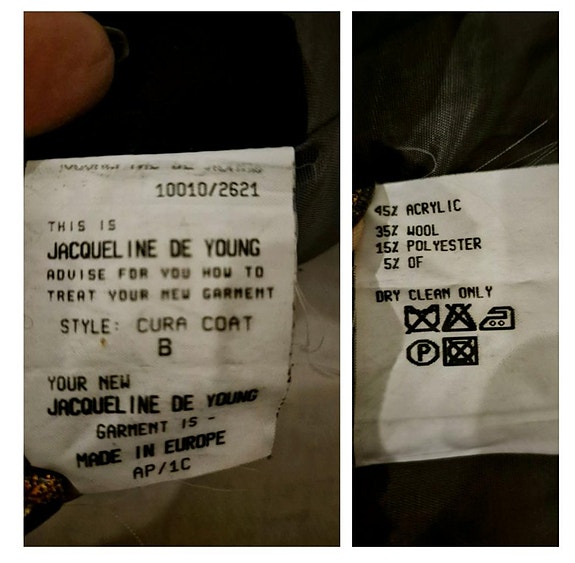 10010/2621
THIS IS
JACQUELINE DE YOUNG
ADVISE FOR YOU HOW TO
TREAT YOUR NEW GARMENT
STYLE: CURA COAT
B
YOUR NEW
JACQUELINE DE YOUNG
GARMENT IS -
MADE IN EUROPE
AP/1C
45% ACRYLIC
35% WOOL
15% POLYESTER
5% OF
DRY CLEAN ONLY
P